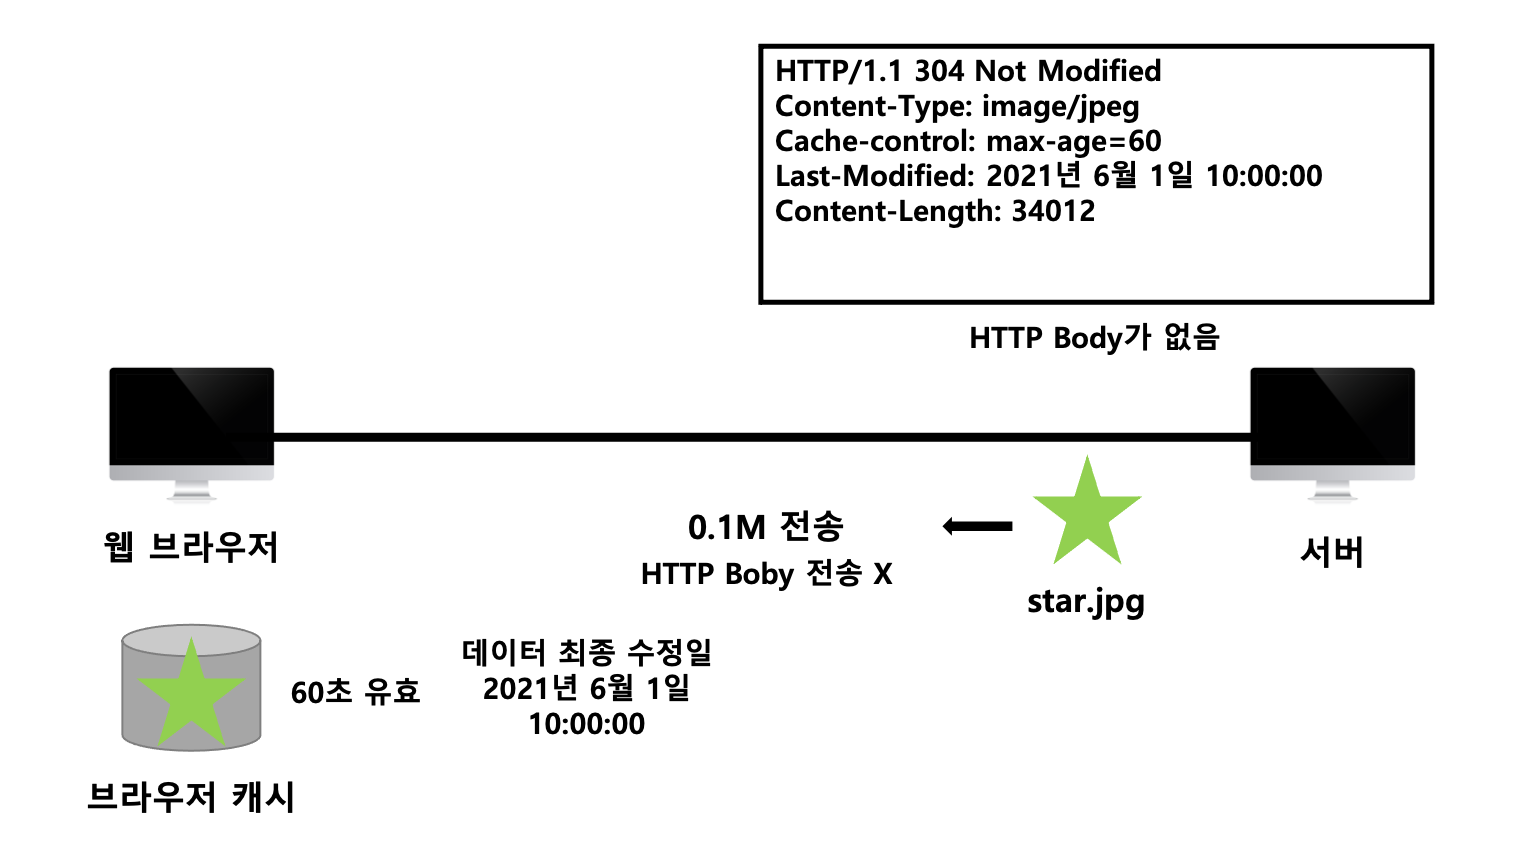 HTTP/1.1 304 Not Modified
Content-Type: image/jpeg
Cache-control: max-age=60
Last-Modified: 2021년 6월 1일 10:00:00
Content-Length: 34012
HTTP Body가 없음
웹 브라우저
0.1M 전송
HTTP Boby 전송 X
star.jpg
서버
60초 유효
데이터 최종 수정일
2021년 6월 1일
10:00:00
브라우저 캐시